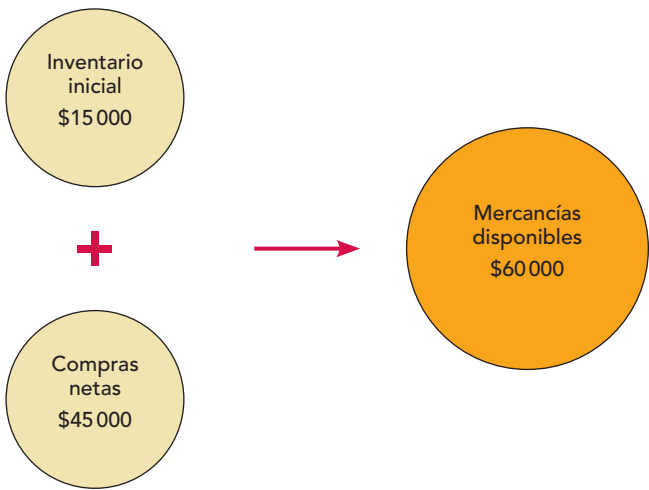 Inventario
inicial
$15 000
+
Compras
netas
$45 000
Mercancías
disponibles
$60 000